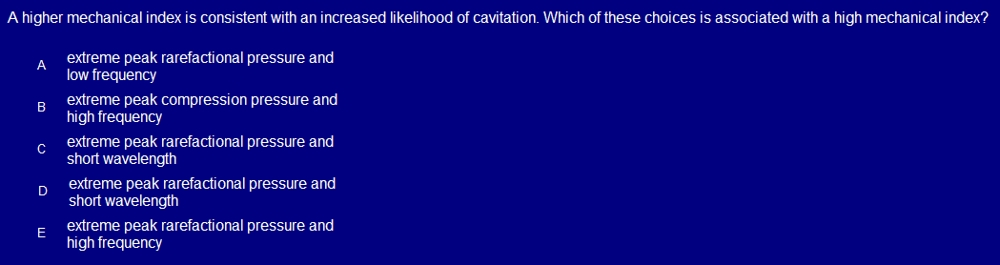 A higher mechanical index is consistent with an increased likelihood of cavitation. Which of these choices is associated with a high mechanical index?
A extreme peak rarefactional pressure and
low frequency
B extreme peak compression pressure and
high frequency
C extreme peak rarefactional pressure and
short wavelength
D extreme peak rarefactional pressure and
short wavelength
E extreme peak rarefactional pressure and
high frequency